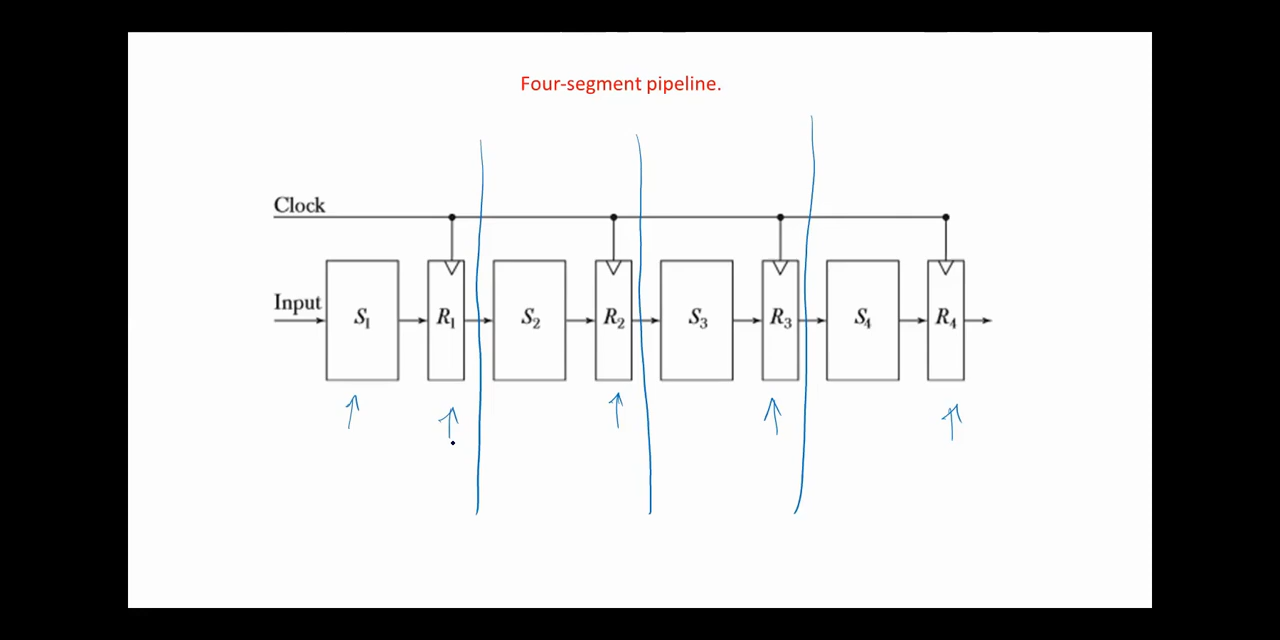 Four-segment pipeline.
Clock
Input
S₁ R₁ S₂ R₂ S₃ R₃ S₄ R₄